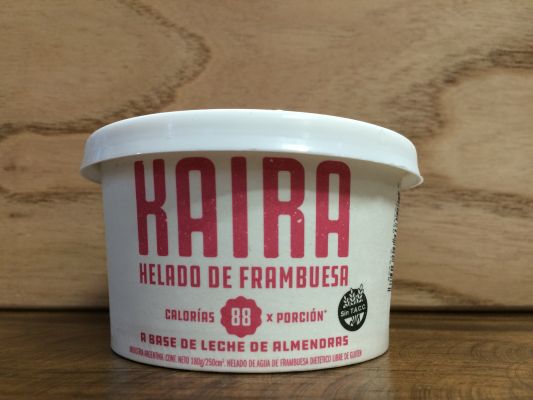 KAIRA
HELADO DE FRAMBUESA
CALORÍAS 88 x PORCIÓN*
Sin T.A.C.C.
A BASE DE LECHE DE ALMENDRAS
INDUSTRIA ARGENTINA. CONT. NETO 180g/250cm³. HELADO DE AGUA DE FRAMBUESA DIETETICO LIBRE DE GLUTEN